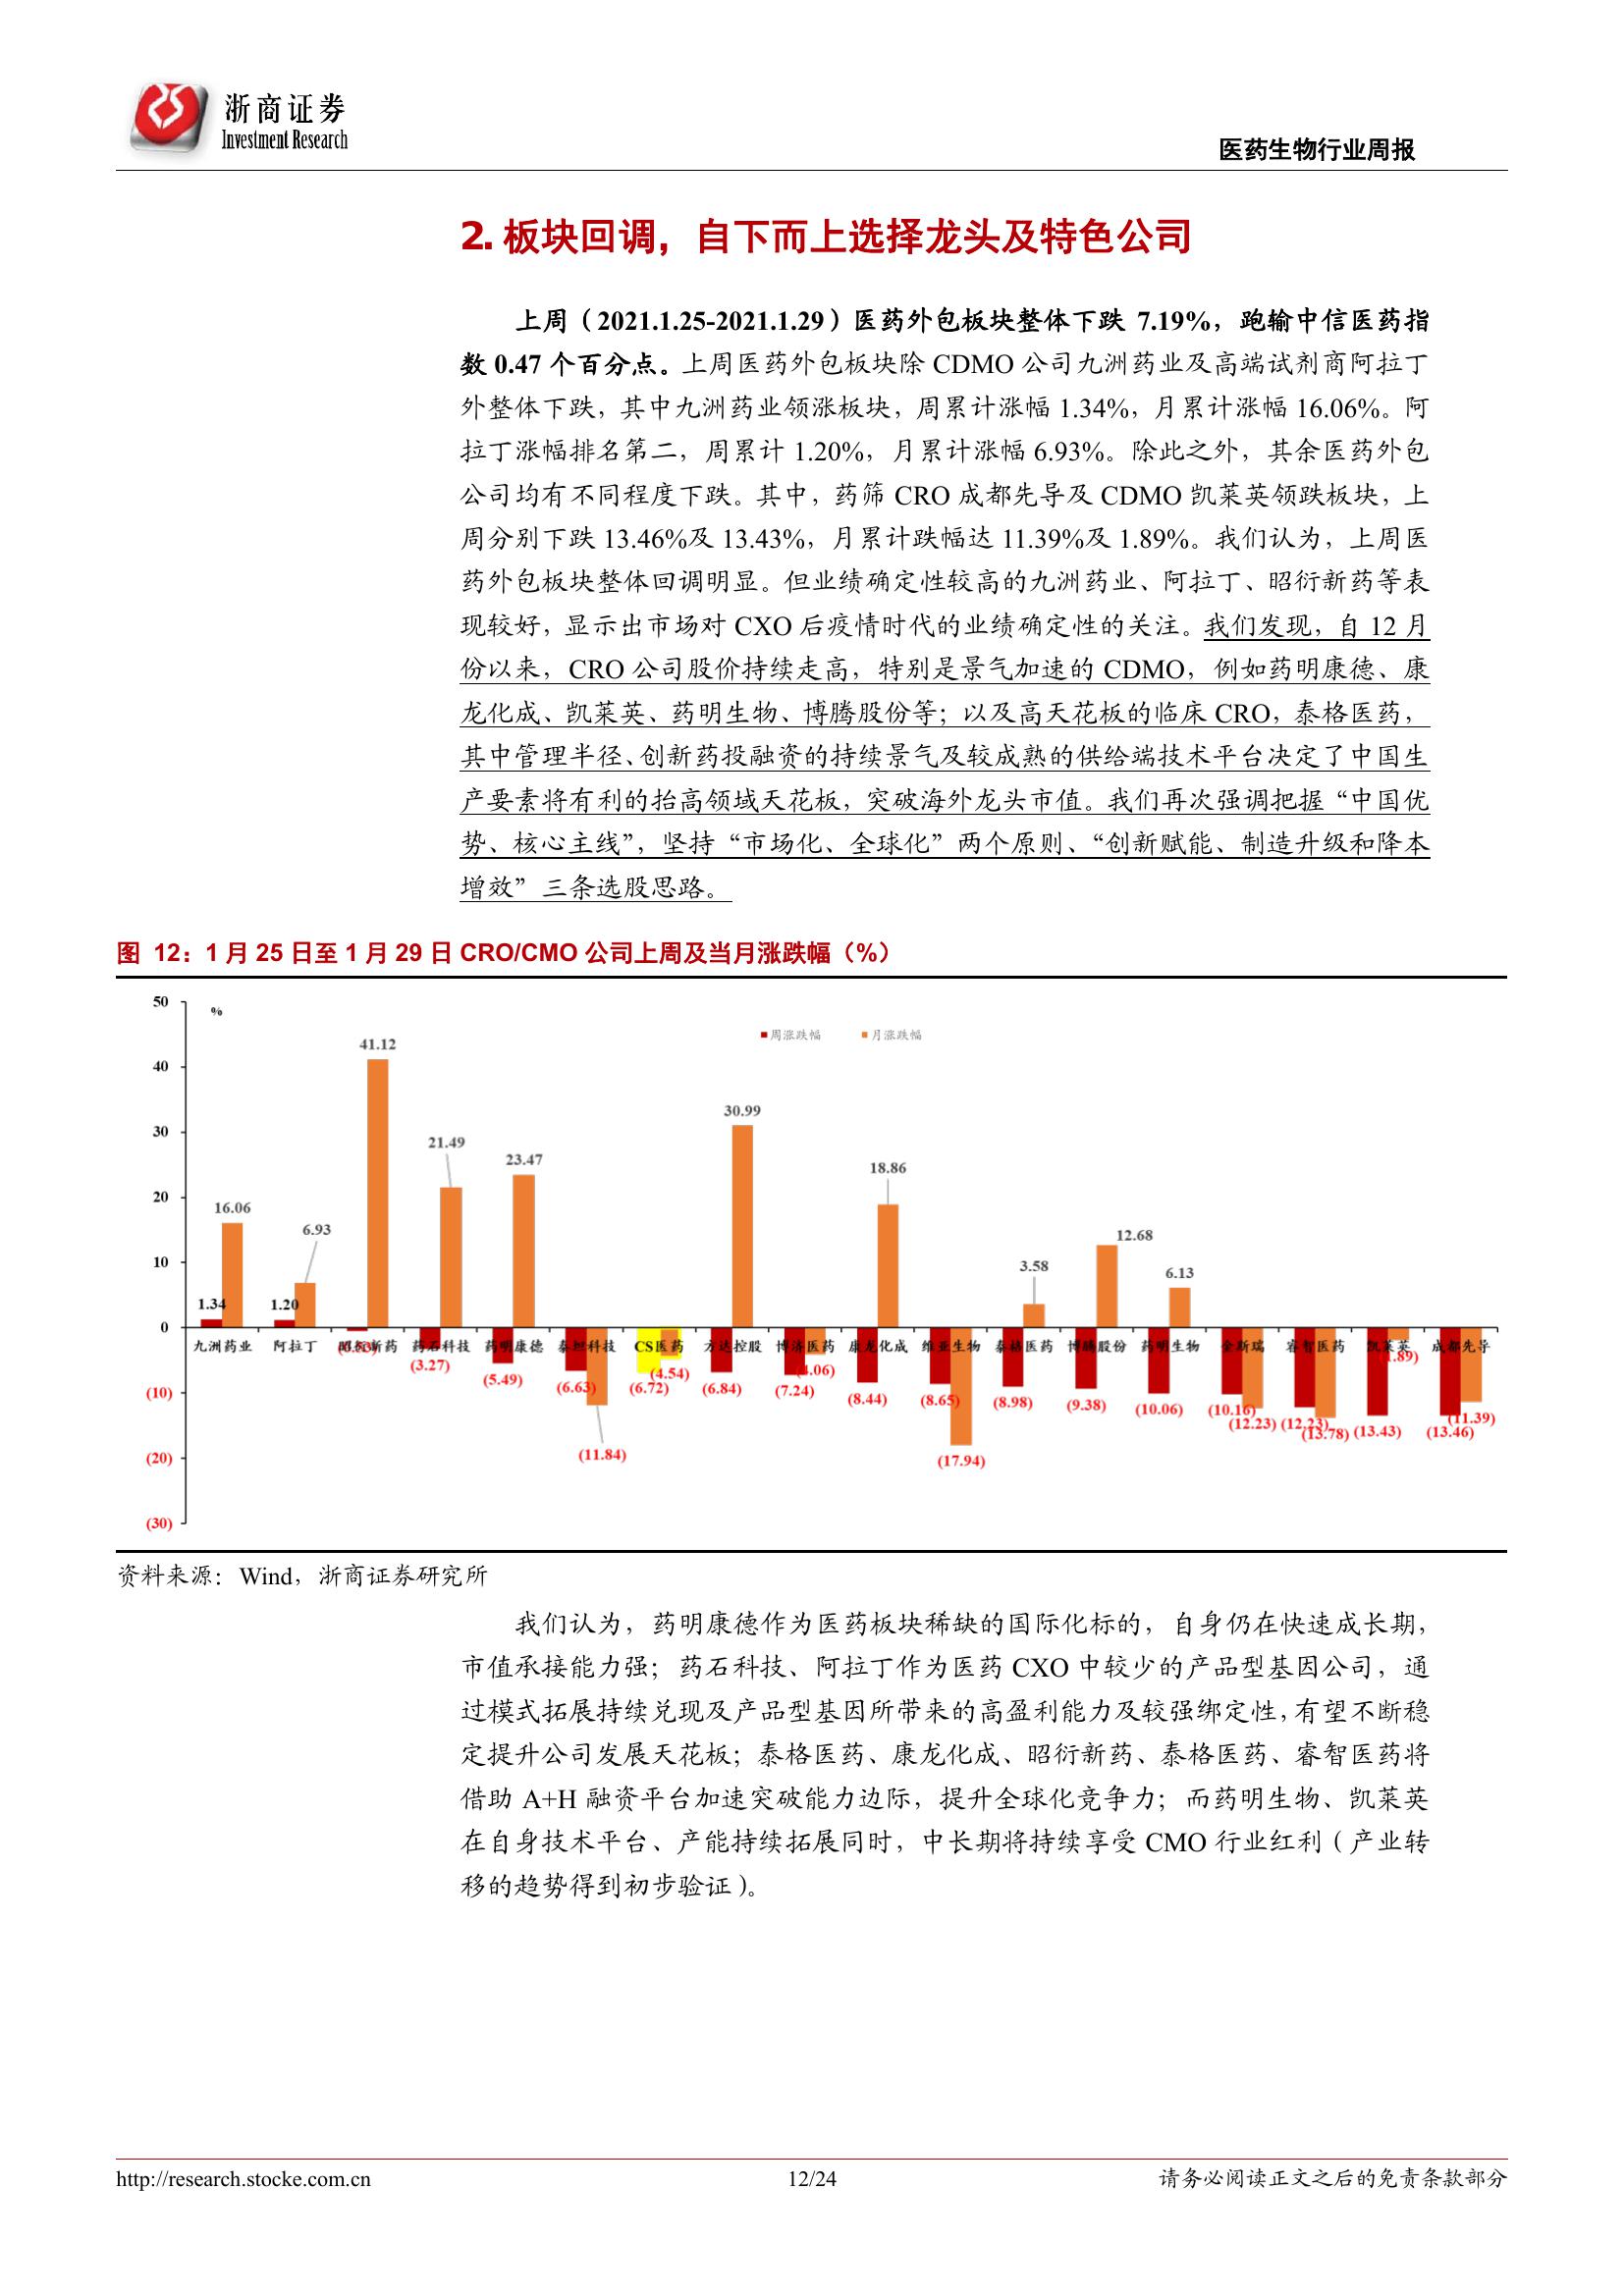 浙商证券
Investment Research
医药生物行业周报
2. 板块回调，自下而上选择龙头及特色公司
上周（2021.1.25-2021.1.29）医药外包板块整体下跌 7.19%，跑输中信医药指
数 0.47 个百分点。上周医药外包板块除 CDMO 公司九洲药业及高端试剂商阿拉丁
外整体下跌，其中九洲药业领涨板块，周累计涨幅 1.34%，月累计涨幅 16.06%。阿
拉丁涨幅排名第二，周累计 1.20%，月累计涨幅 6.93%。除此之外，其余医药外包
公司均有不同程度下跌。其中，药筛 CRO 成都先导及 CDMO 凯莱英领跌板块，上
周分别下跌 13.46%及 13.43%，月累计跌幅达 11.39%及 1.89%。我们认为，上周医
药外包板块整体回调明显。但业绩确定性较高的九洲药业、阿拉丁、昭衍新药等表
现较好，显示出市场对 CXO 后疫情时代的业绩确定性的关注。我们发现，自 12 月
份以来，CRO 公司股价持续走高，特别是景气加速的 CDMO，例如药明康德、康
龙化成、凯莱英、药明生物、博腾股份等；以及高天花板的临床 CRO，泰格医药，
其中管理半径、创新药投融资的持续景气及较成熟的供给端技术平台决定了中国生
产要素将有利的抬高领域天花板，突破海外龙头市值。我们再次强调把握“中国优
势、核心主线”，坚持“市场化、全球化”两个原则、“创新赋能、制造升级和降本
增效”三条选股思路。
图 12：1 月 25 日至 1 月 29 日 CRO/CMO 公司上周及当月涨跌幅（%）
50
%
周涨跌幅 月涨跌幅
41.12
40
30.99
30
21.49
23.47
18.86
20
16.06
6.93
12.68
10
3.58
6.13
1.34
1.20
0
九洲药业 阿拉丁 昭衍新药 药石科技 药明康德 泰坦科技 CS医药 方达控股 博济医药 康龙化成 维亚生物 泰格医药 博腾股份 药明生物 金斯瑞 睿智医药 凯莱英 成都先导
(3.27) (5.49) (6.63) (6.72) (4.54) (6.84) (7.24) (4.06) (8.44) (8.65) (8.98) (9.38) (10.06) (10.16) (12.23) (12.23) (13.78) (13.43) (1.89) (13.46) (11.39)
(10)
(11.84)
(17.94)
(20)
(30)
资料来源：Wind，浙商证券研究所
我们认为，药明康德作为医药板块稀缺的国际化标的，自身仍在快速成长期，
市值承接能力强；药石科技、阿拉丁作为医药 CXO 中较少的产品型基因公司，通
过模式拓展持续兑现及产品型基因所带来的高盈利能力及较强绑定性，有望不断稳
定提升公司发展天花板；泰格医药、康龙化成、昭衍新药、泰格医药、睿智医药将
借助 A+H 融资平台加速突破能力边际，提升全球化竞争力；而药明生物、凯莱英
在自身技术平台、产能持续拓展同时，中长期将持续享受 CMO 行业红利（产业转
移的趋势得到初步验证）。
http://research.stocke.com.cn
12/24
请务必阅读正文之后的免责条款部分